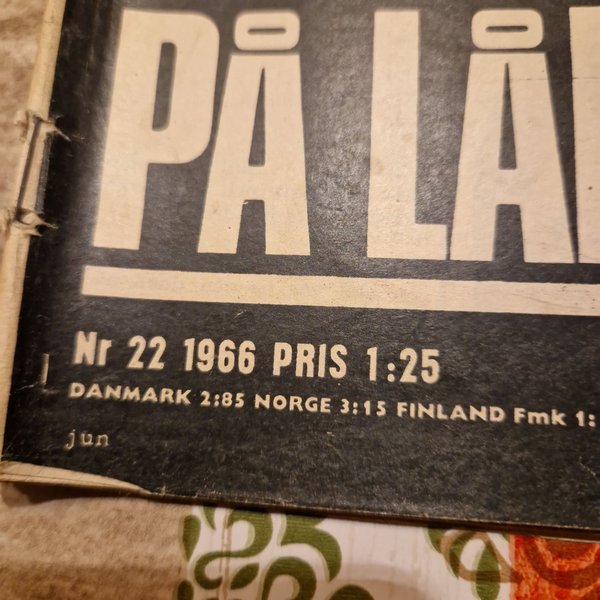 PÅ LÅ
Nr 22 1966 PRIS 1:25
DANMARK 2:85 NORGE 3:15 FINLAND Fmk 1:
jun